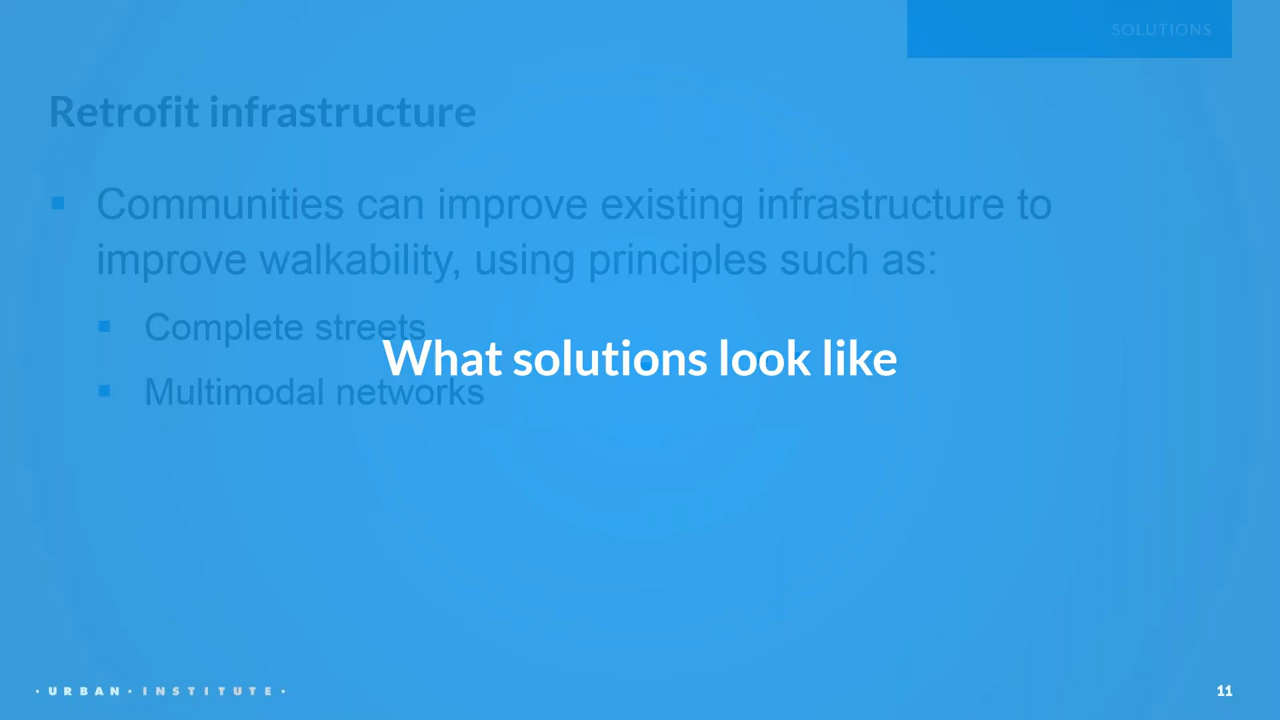 SOLUTIONS
Retrofit infrastructure
▪ Communities can improve existing infrastructure to
improve walkability, using principles such as:
▪ Complete streets
What solutions look like
▪ Multimodal networks
· URBAN · INSTITUTE ·
11